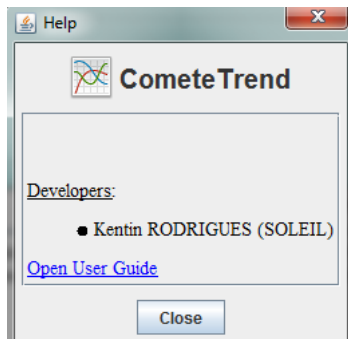 Help
CometeTrend
Developers:
Kentin RODRIGUES (SOLEIL)
Open User Guide
Close